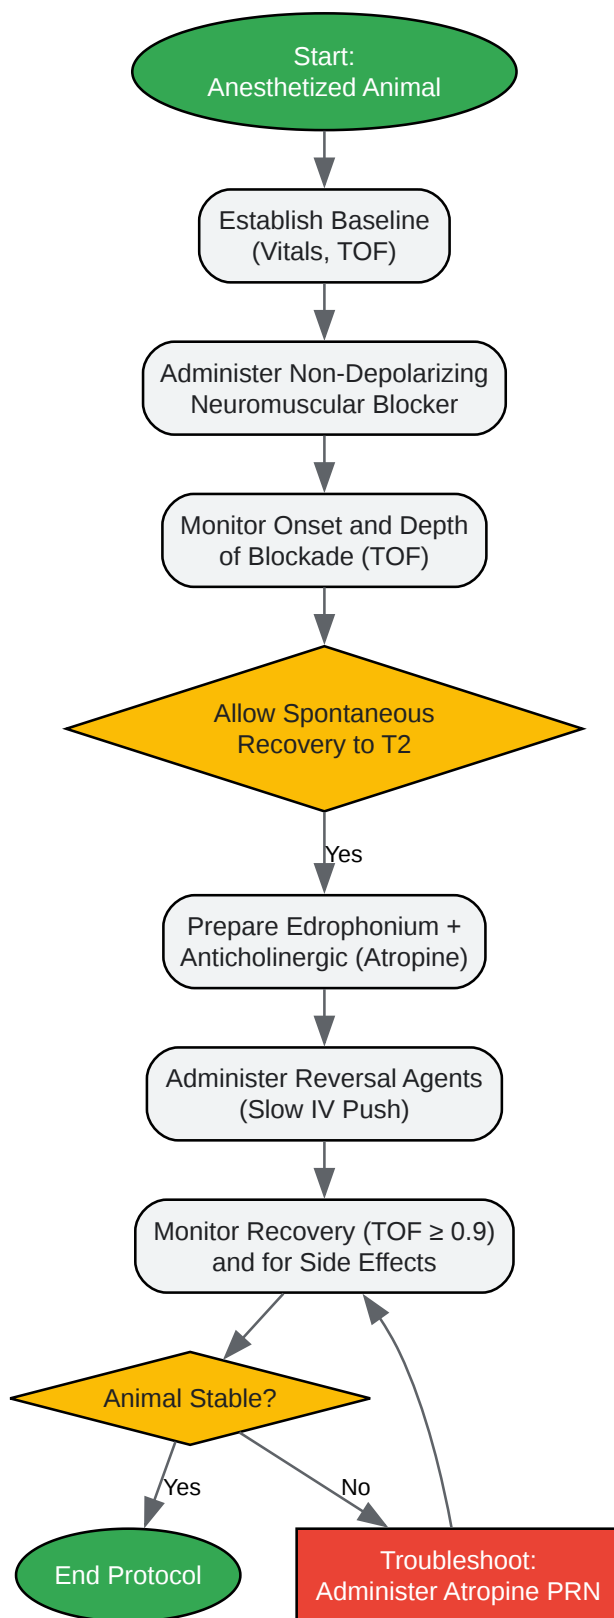 Start:
Anesthetized Animal
Establish Baseline
(Vitals, TOF)
Administer Non-Depolarizing
Neuromuscular Blocker
Monitor Onset and Depth
of Blockade (TOF)
Allow Spontaneous
Recovery to T2
Yes
Prepare Edrophonium +
Anticholinergic (Atropine)
Administer Reversal Agents
(Slow IV Push)
Monitor Recovery (TOF ≥ 0.9)
and for Side Effects
Animal Stable?
Yes
No
End Protocol
Troubleshoot:
Administer Atropine PRN